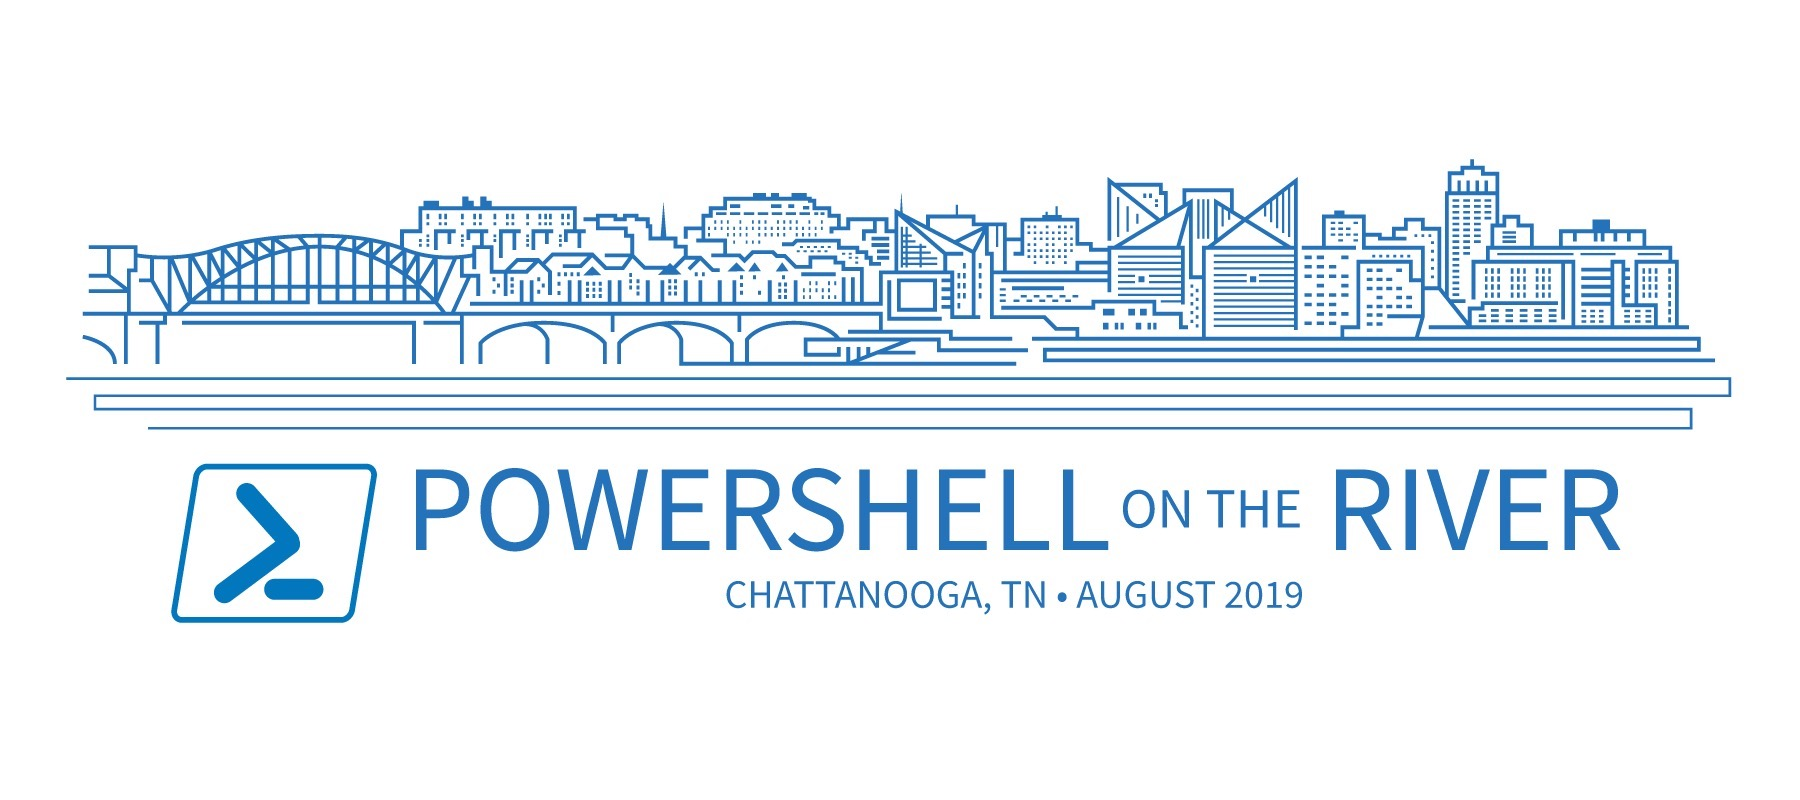 POWERSHELL ON THE RIVER
CHATTANOOGA, TN • AUGUST 2019